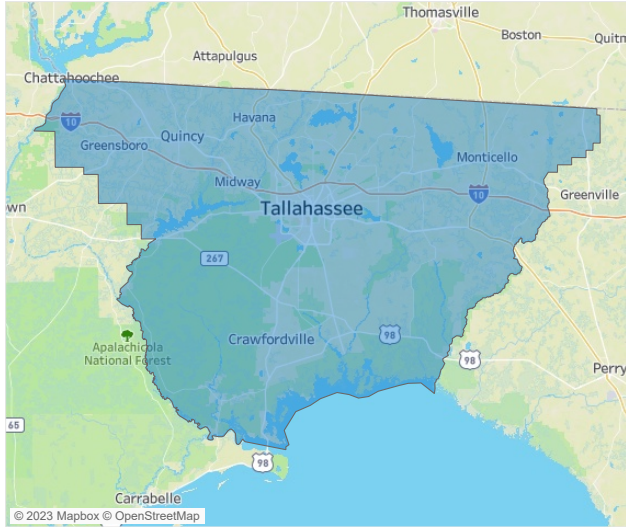 Thomasville
Boston
Quitm
Attapulgus
Chattahoochee
Havana
10
Quincy
Greensboro
Monticello
Midway
10
Greenville
own
Tallahassee
267
98
Crawfordville
Apalachicola
National Forest
98
Perry
65
98
Carrabelle
© 2023 Mapbox © OpenStreetMap